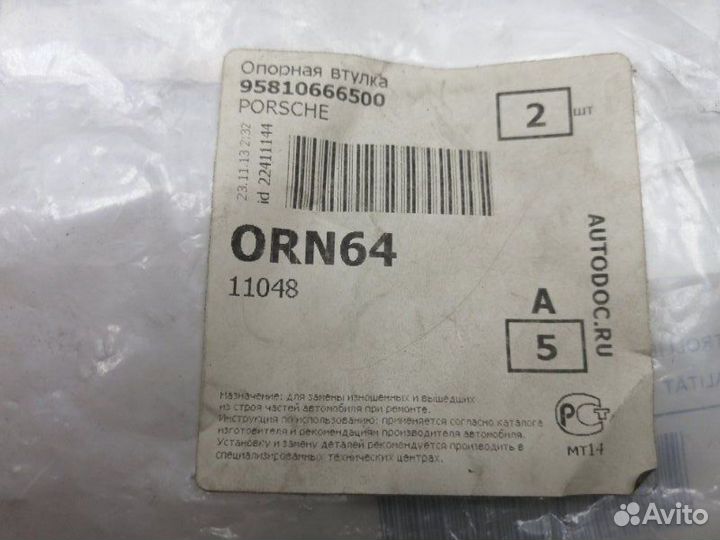 Опорная втулка
95810666500
PORSCHE
2 шт
23.11.13 2:32
id 22411144
ORN64
11048
A
5
AUTODOC.RU
Назначение: для замены изношенных и вышедших
из строя частей автомобиля при ремонте.
Инструкция по использованию: применяется согласно каталога
изготовителя и рекомендациям производителя автомобиля.
Установку и замену деталей рекомендуется производить в
специализированных технических центрах.
РСТ
МТ14
LITÄT
Avito